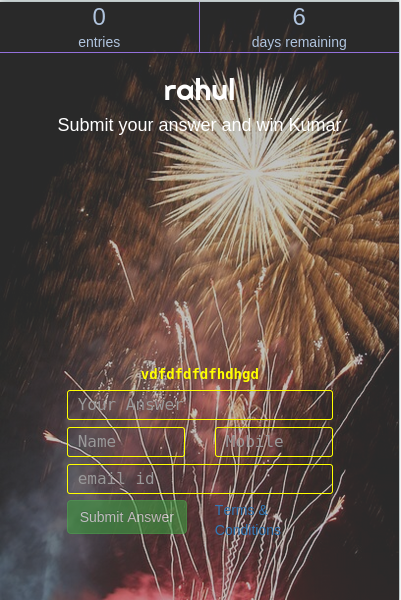 0
entries
6
days remaining
rahul
Submit your answer and win Kumar
vdfdfdfdfhdhgd
Your Answer
Name
Mobile
email id
Submit Answer
Terms &
Conditions